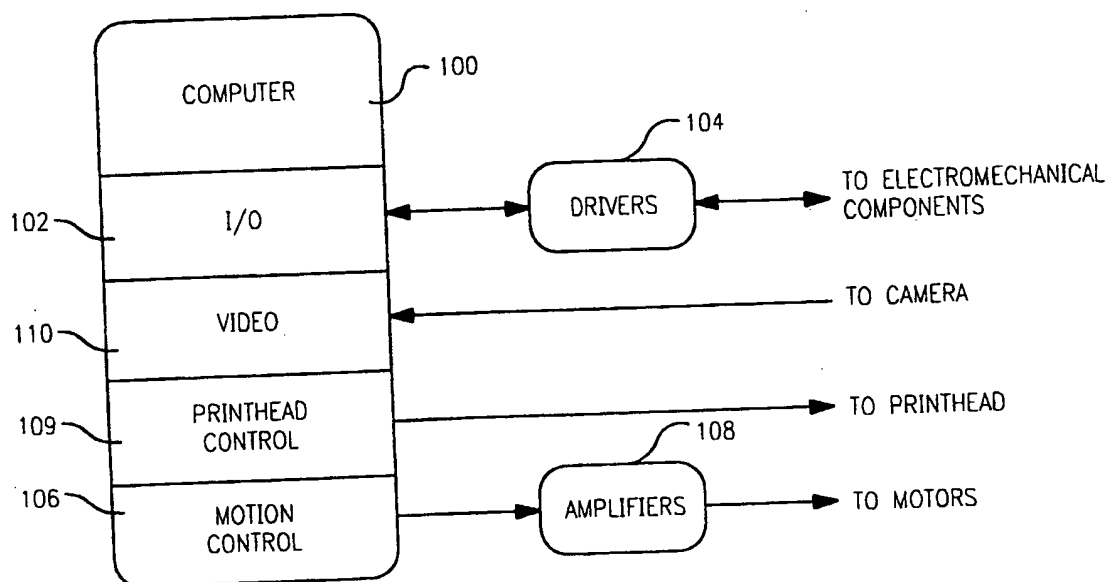 COMPUTER
100
104
I/O
102
DRIVERS
TO ELECTROMECHANICAL
COMPONENTS
VIDEO
110
TO CAMERA
PRINTHEAD
CONTROL
109
TO PRINTHEAD
108
106
MOTION
CONTROL
AMPLIFIERS
TO MOTORS